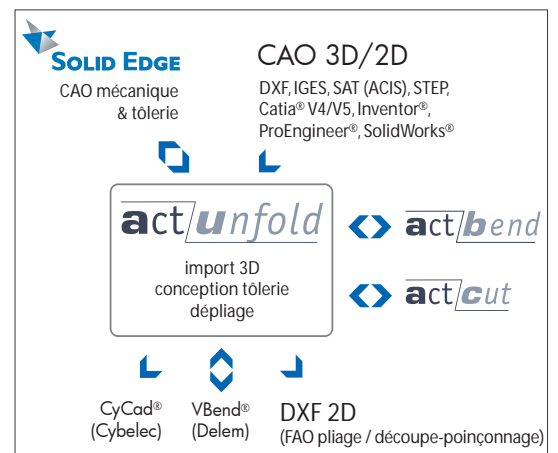 SOLID EDGE
CAO mécanique
& tôlerie
CAO 3D/2D
DXF, IGES, SAT (ACIS), STEP,
Catia® V4/V5, Inventor®,
ProEngineer®, SolidWorks®
act/unfold
import 3D
conception tôlerie
dépliage
act/bend
act/cut
CyCad®
(Cybelec)
VBend®
(Delem)
DXF 2D
(FAO pliage / découpe-poinçonnage)